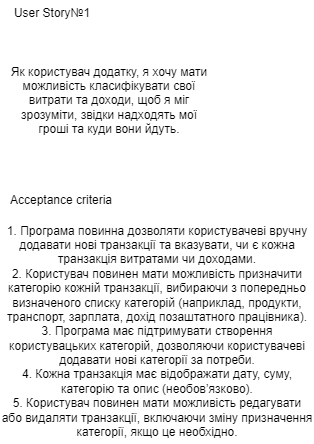 User Story№1
Як користувач додатку, я хочу мати
можливість класифікувати свої
витрати та доходи, щоб я міг
зрозуміти, звідки надходять мої
гроші та куди вони йдуть.
Acceptance criteria
1. Програма повинна дозволяти користувачеві вручну
додавати нові транзакції та вказувати, чи є кожна
транзакція витратами чи доходами.
2. Користувач повинен мати можливість призначити
категорію кожній транзакції, вибираючи з попередньо
визначеного списку категорій (наприклад, продукти,
транспорт, зарплата, дохід позаштатного працівника).
3. Програма має підтримувати створення
користувацьких категорій, дозволяючи користувачеві
додавати нові категорії за потреби.
4. Кожна транзакція має відображати дату, суму,
категорію та опис (необов’язково).
5. Користувач повинен мати можливість редагувати
або видаляти транзакції, включаючи зміну призначення
категорії, якщо це необхідно.